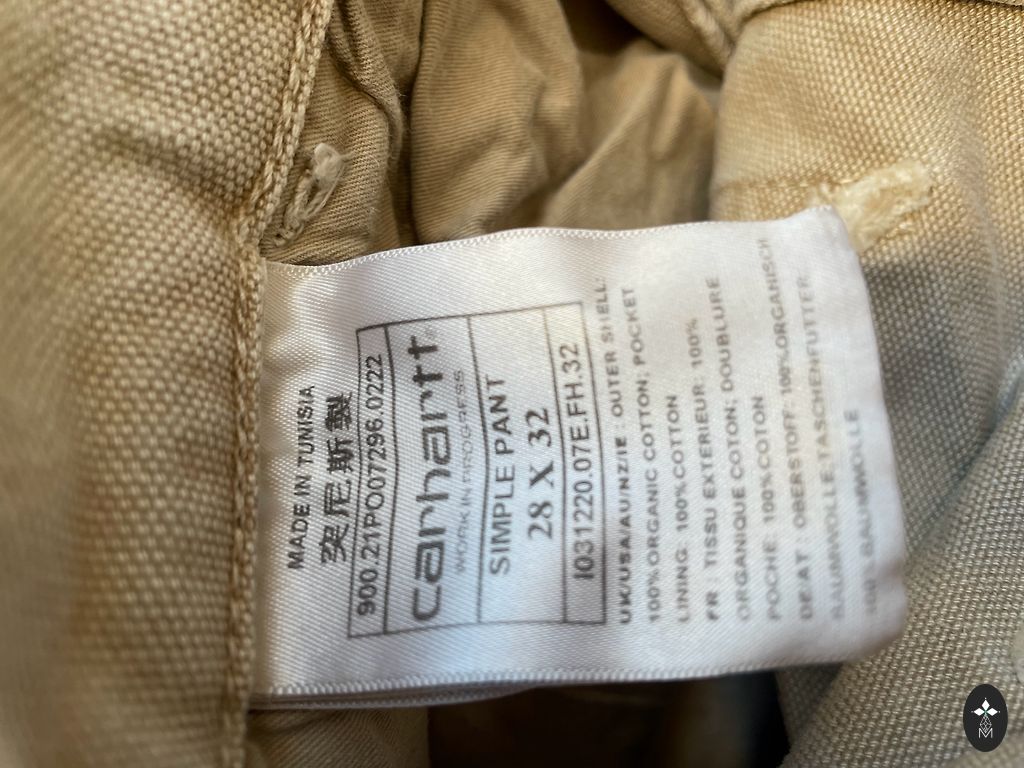 MADE IN TUNISIA
突尼斯製
900.21PO07296.0222
carhartt
WORK IN PROGRESS
SIMPLE PANT
28 X 32
I031220.07E.FH.32
UK/USA/AU/NZ/IE : OUTER SHELL:
100%ORGANIC COTTON; POCKET
LINING: 100%COTTON
FR : TISSU EXTERIEUR: 100%
ORGANIQUE COTON; DOUBLURE
POCHE: 100%COTON
DE AT : OBERSTOFF: 100%ORGANISCH
BAUMWOLLE;TASCHENFUTTER:
100%BAUMWOLLE
M